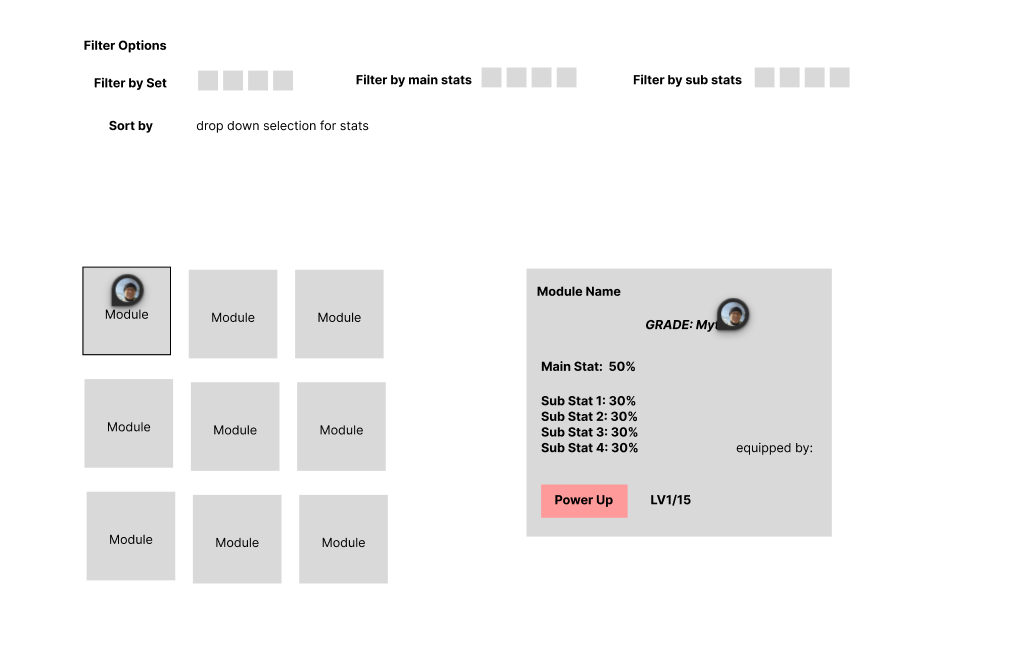 Filter Options
Filter by Set
Filter by main stats
Filter by sub stats
Sort by
drop down selection for stats
Module
Module
Module
Module
Module
Module
Module
Module
Module
Module Name
GRADE:
Main Stat: 50%
Sub Stat 1: 30%
Sub Stat 2: 30%
Sub Stat 3: 30%
Sub Stat 4: 30%
equipped by:
Power Up
LV1/15